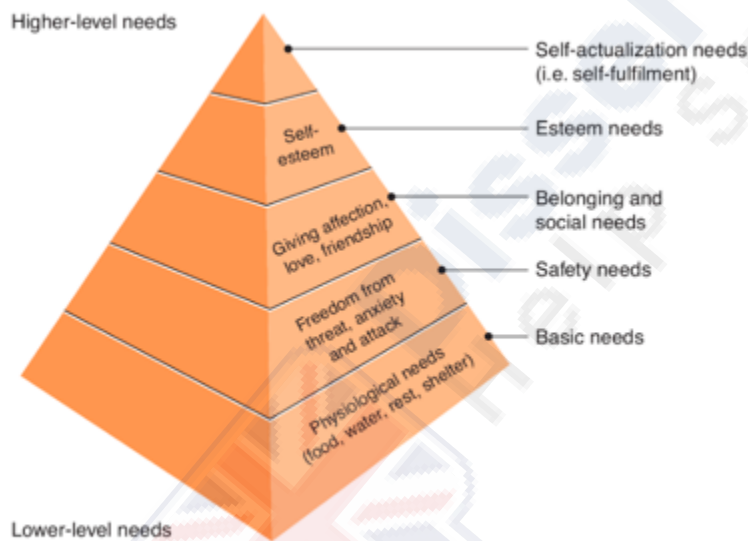 Higher-level needs
Self-actualization needs
(i.e. self-fulfilment)
Self-
esteem
Esteem needs
Giving affection,
love, friendship
Belonging and
social needs
Freedom from
threat, anxiety
and attack
Safety needs
Physiological needs
(food, water, rest, shelter)
Basic needs
Lower-level needs